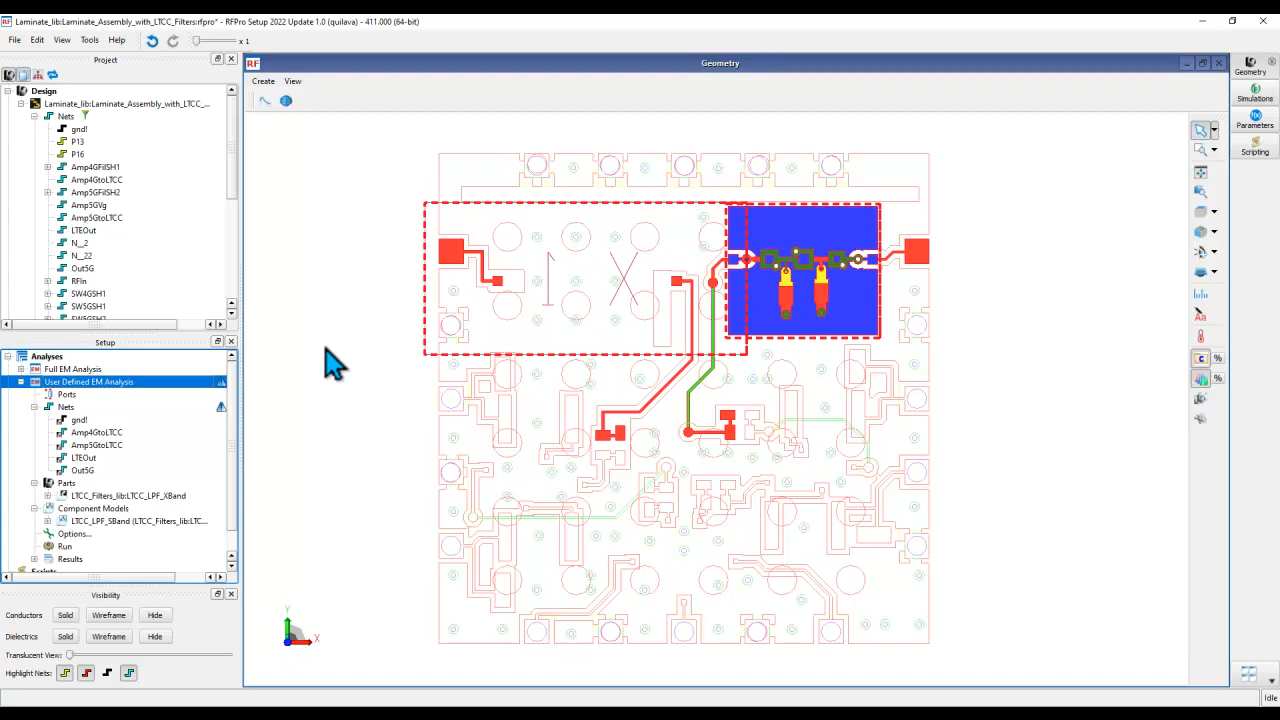 Laminate_lib:Laminate_Assembly_with_LTCC_Filters:rfpro* - RFPro Setup 2022 Update 1.0 (quilava) - 411.000 (64-bit)
File Edit View Tools Help x 1
Project
Design
Laminate_lib:Laminate_Assembly_with_LTCC_...
Nets
gnd!
P13
P16
Amp4GFilSH1
Amp4GtoLTCC
Amp5GFilSH2
Amp5GVg
Amp5GtoLTCC
LTEOut
N__2
N__22
Out5G
RFIn
SW4GSH1
SW5GSH1
SW5GSH2
Setup
Analyses
Full EM Analysis
User Defined EM Analysis
Ports
Nets
gnd!
Amp4GtoLTCC
Amp5GtoLTCC
LTEOut
Out5G
Parts
LTCC_Filters_lib:LTCC_LPF_XBand
Component Models
LTCC_LPF_SBand (LTCC_Filters_lib:LTC...
Options...
Run
Results
Scripts
Visibility
Conductors Solid Wireframe Hide
Dielectrics Solid Wireframe Hide
Translucent View:
Highlight Nets:
RF Geometry
Create View
Y
X
Geometry
Simulations
f(x)
Parameters
Scripting
Aa
C %
%
Idle